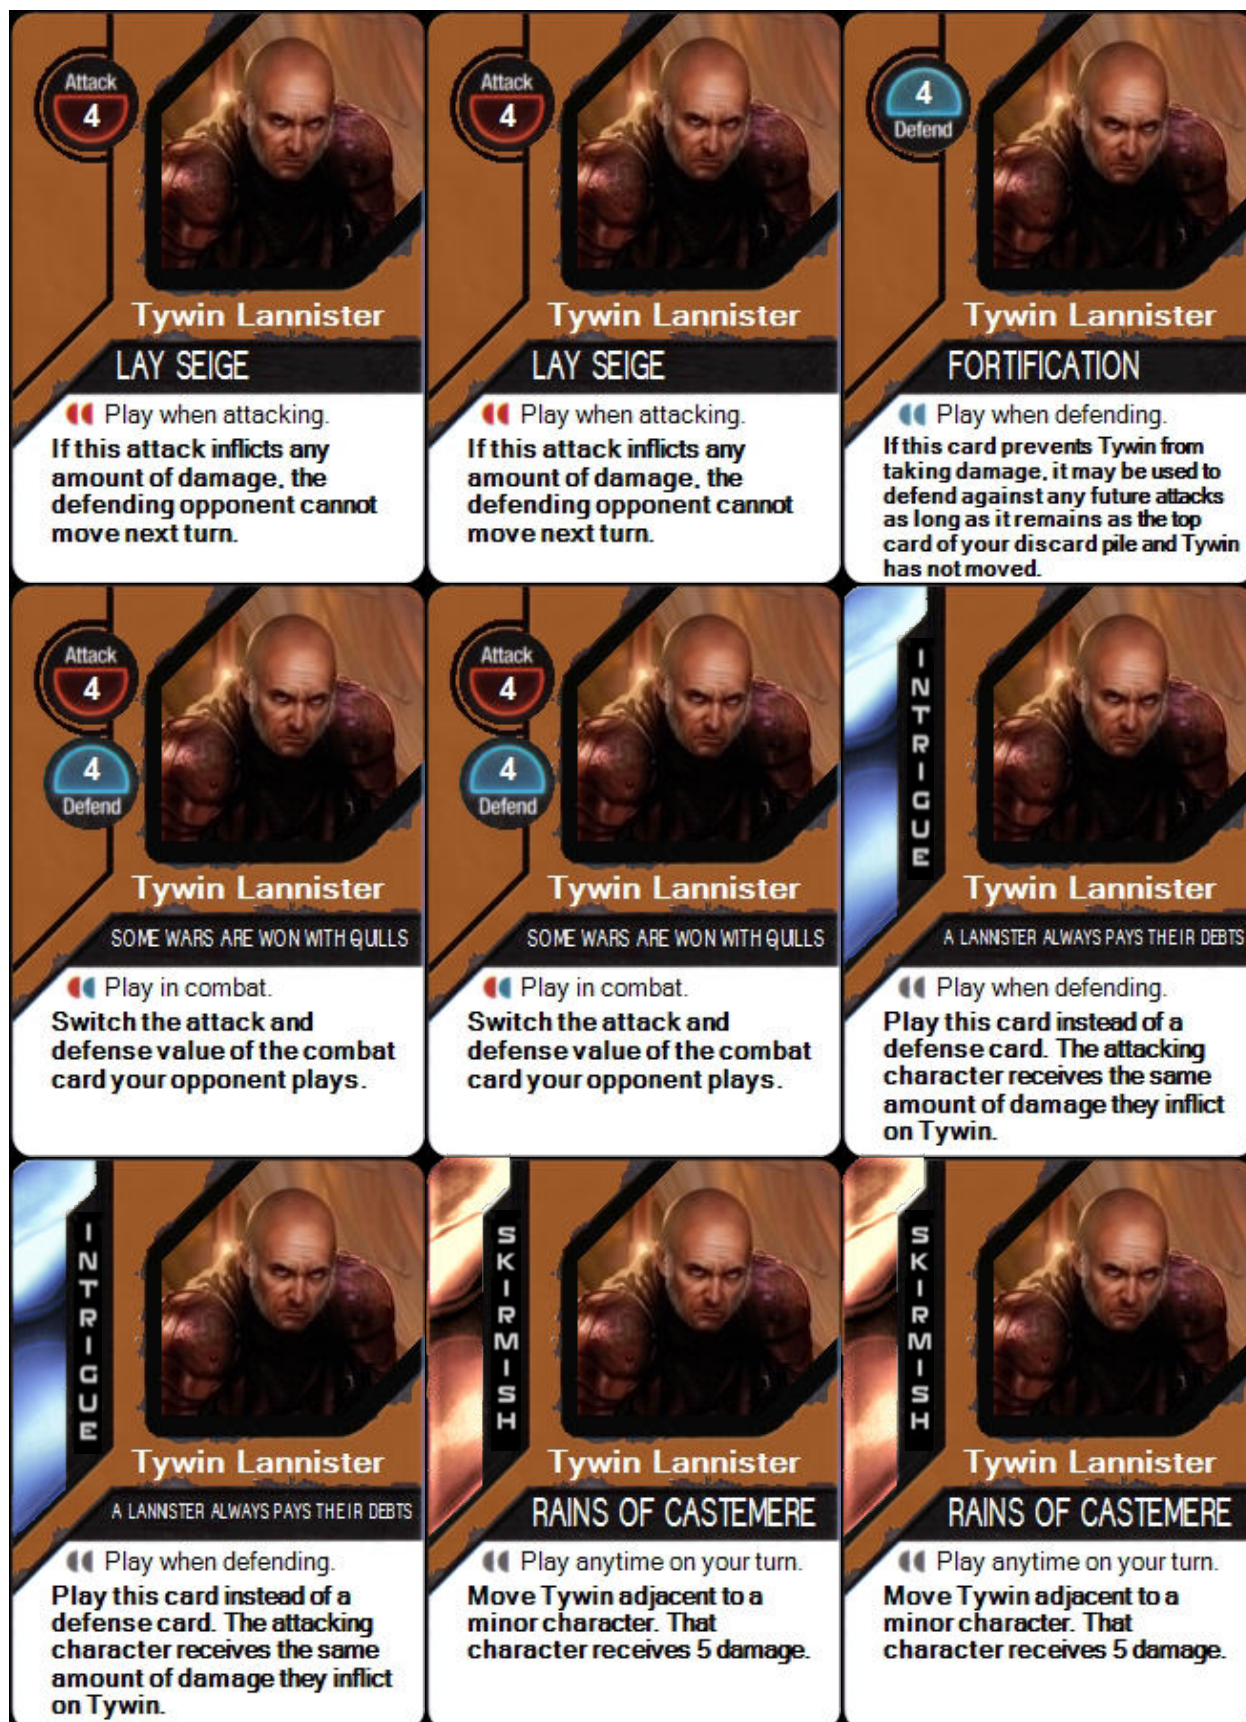 Attack
4
Tywin Lannister
LAY SEIGE
Play when attacking.
If this attack inflicts any
amount of damage, the
defending opponent cannot
move next turn.
Attack
4
Tywin Lannister
LAY SEIGE
Play when attacking.
If this attack inflicts any
amount of damage, the
defending opponent cannot
move next turn.
4
Defend
Tywin Lannister
FORTIFICATION
Play when defending.
If this card prevents Tywin from
taking damage, it may be used to
defend against any future attacks
as long as it remains as the top
card of your discard pile and Tywin
has not moved.
Attack
4
4
Defend
Tywin Lannister
SOME WARS ARE WON WITH QUILLS
Play in combat.
Switch the attack and
defense value of the combat
card your opponent plays.
Attack
4
4
Defend
Tywin Lannister
SOME WARS ARE WON WITH QUILLS
Play in combat.
Switch the attack and
defense value of the combat
card your opponent plays.
INTRIGUE
Tywin Lannister
A LANNISTER ALWAYS PAYS THEIR DEBTS
Play when defending.
Play this card instead of a
defense card. The attacking
character receives the same
amount of damage they inflict
on Tywin.
INTRIGUE
Tywin Lannister
A LANNISTER ALWAYS PAYS THEIR DEBTS
Play when defending.
Play this card instead of a
defense card. The attacking
character receives the same
amount of damage they inflict
on Tywin.
SKIRMISH
Tywin Lannister
RAINS OF CASTEMERE
Play anytime on your turn.
Move Tywin adjacent to a
minor character. That
character receives 5 damage.
SKIRMISH
Tywin Lannister
RAINS OF CASTEMERE
Play anytime on your turn.
Move Tywin adjacent to a
minor character. That
character receives 5 damage.